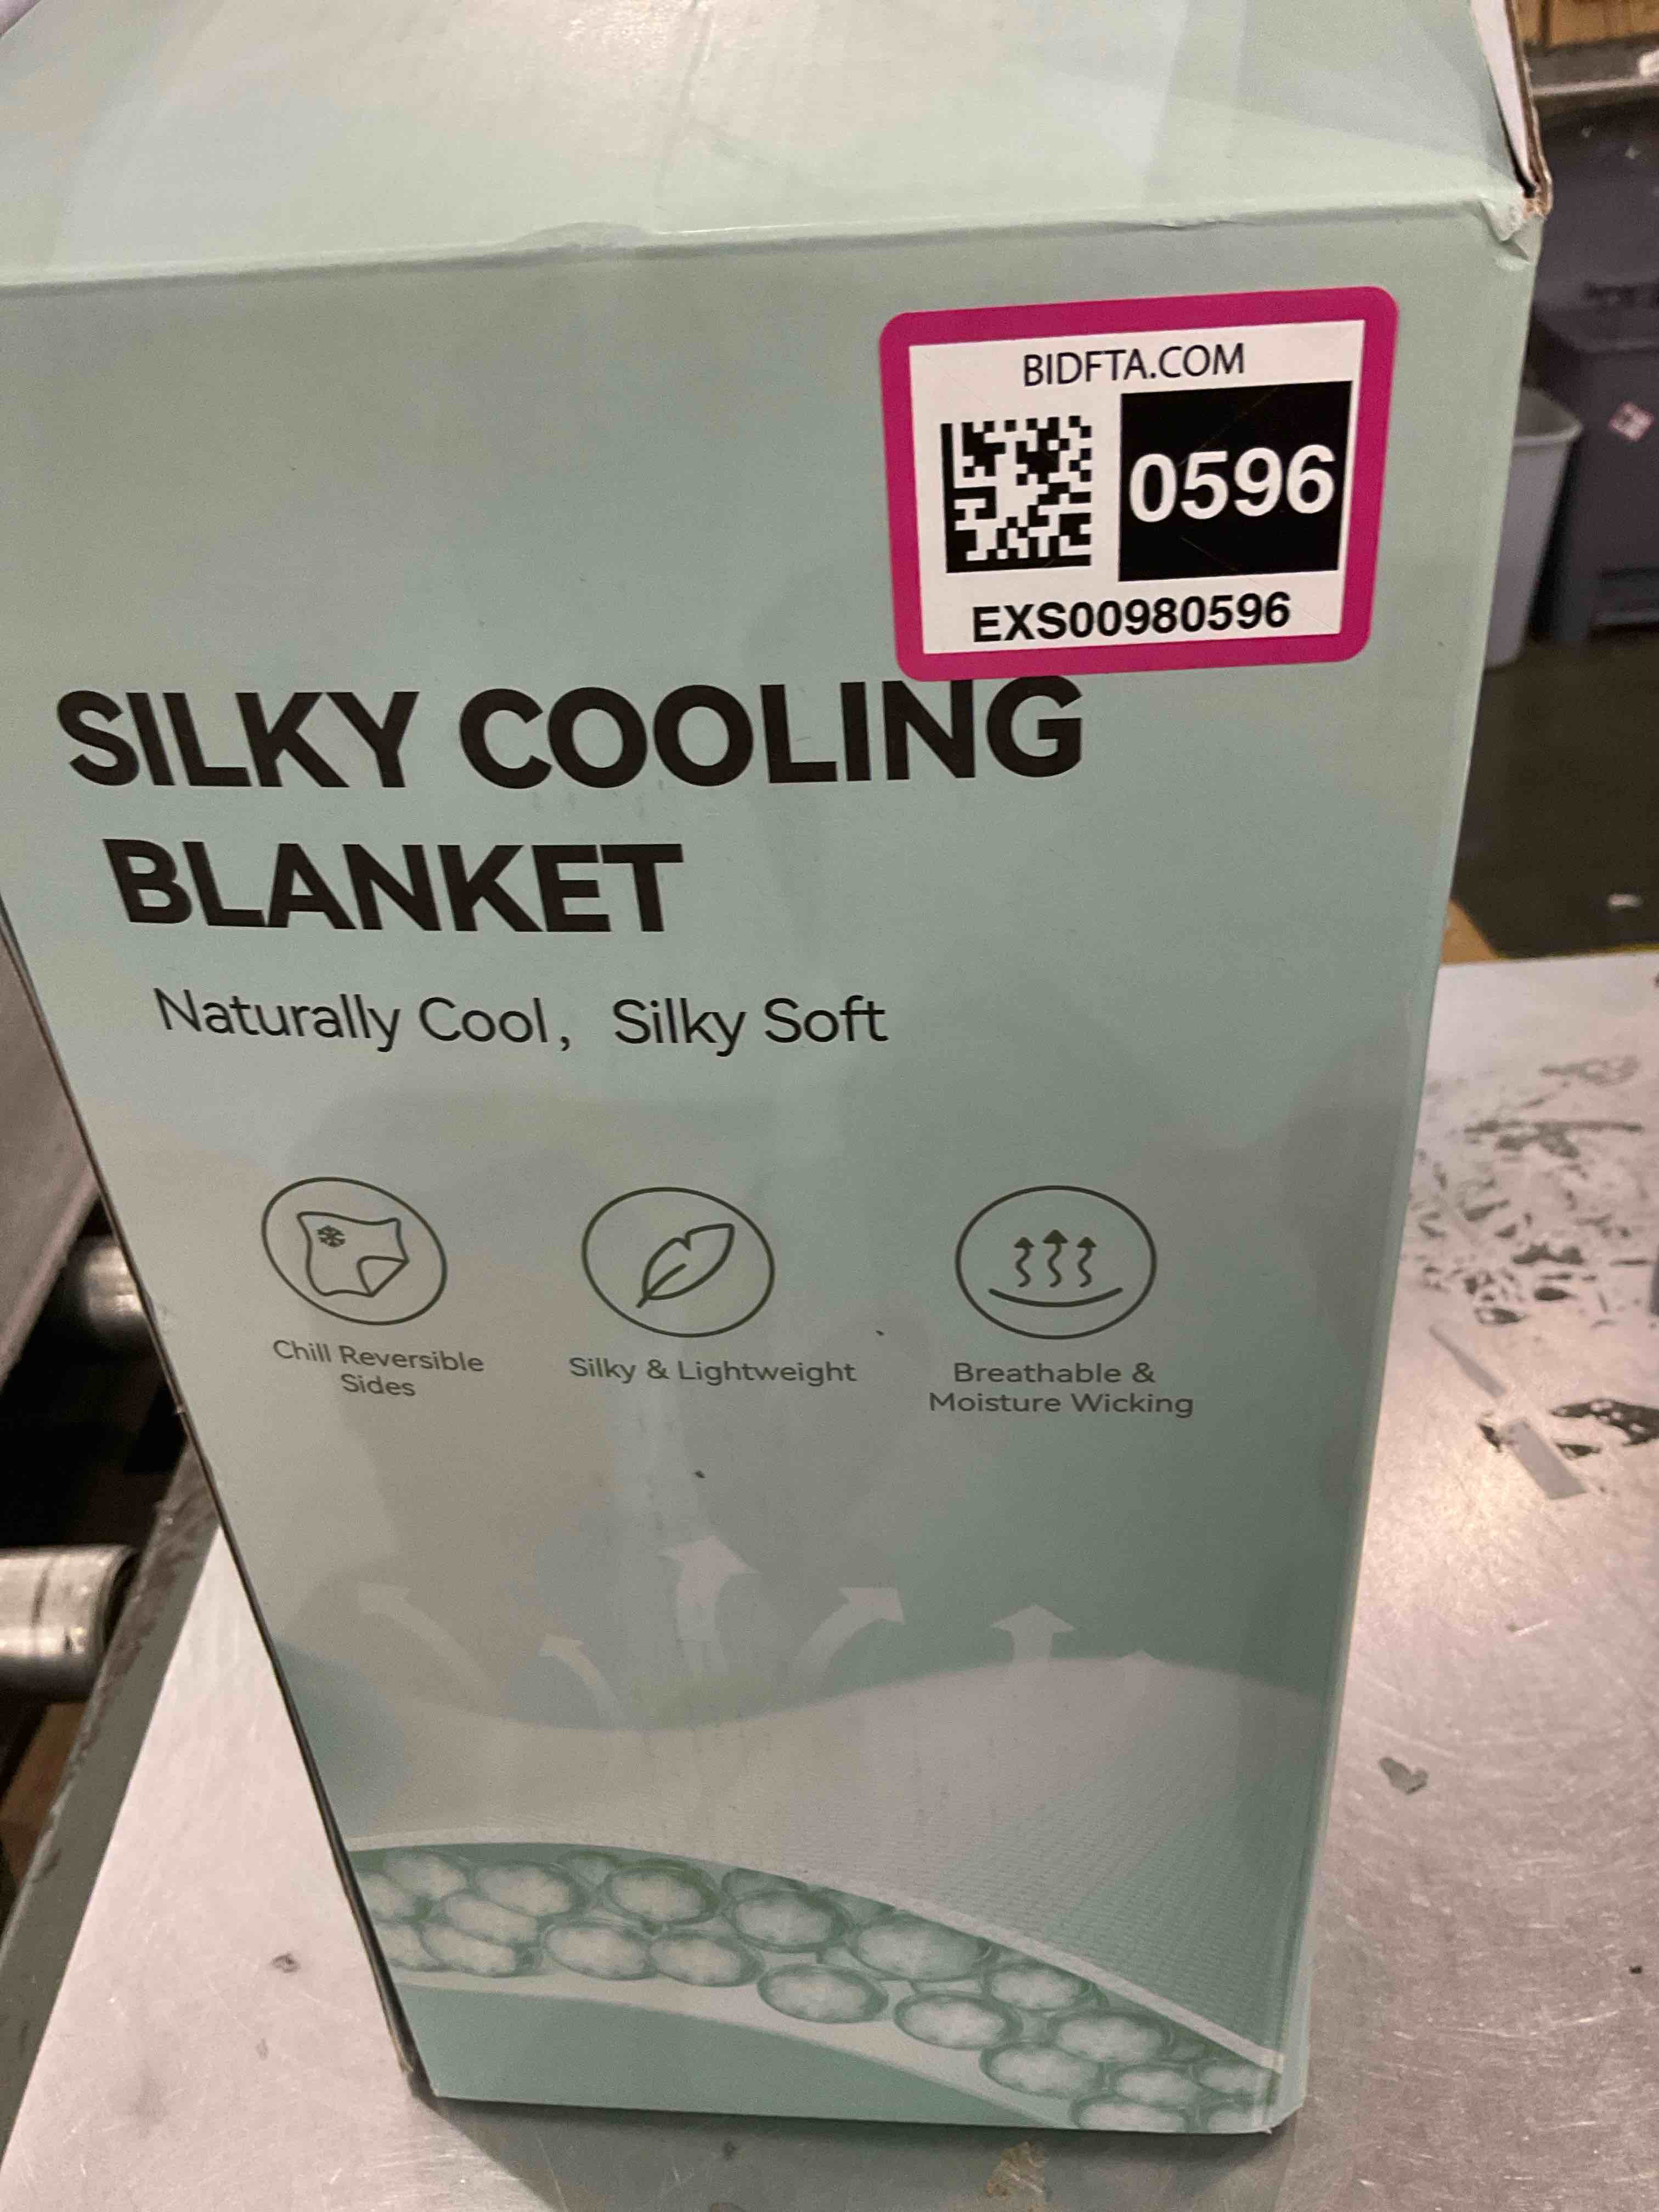 BIDFTA.COM
0596
EXS00980596
SILKY COOLING
BLANKET
Naturally Cool, Silky Soft
Chill Reversible
Sides
Silky & Lightweight
Breathable &
Moisture Wicking